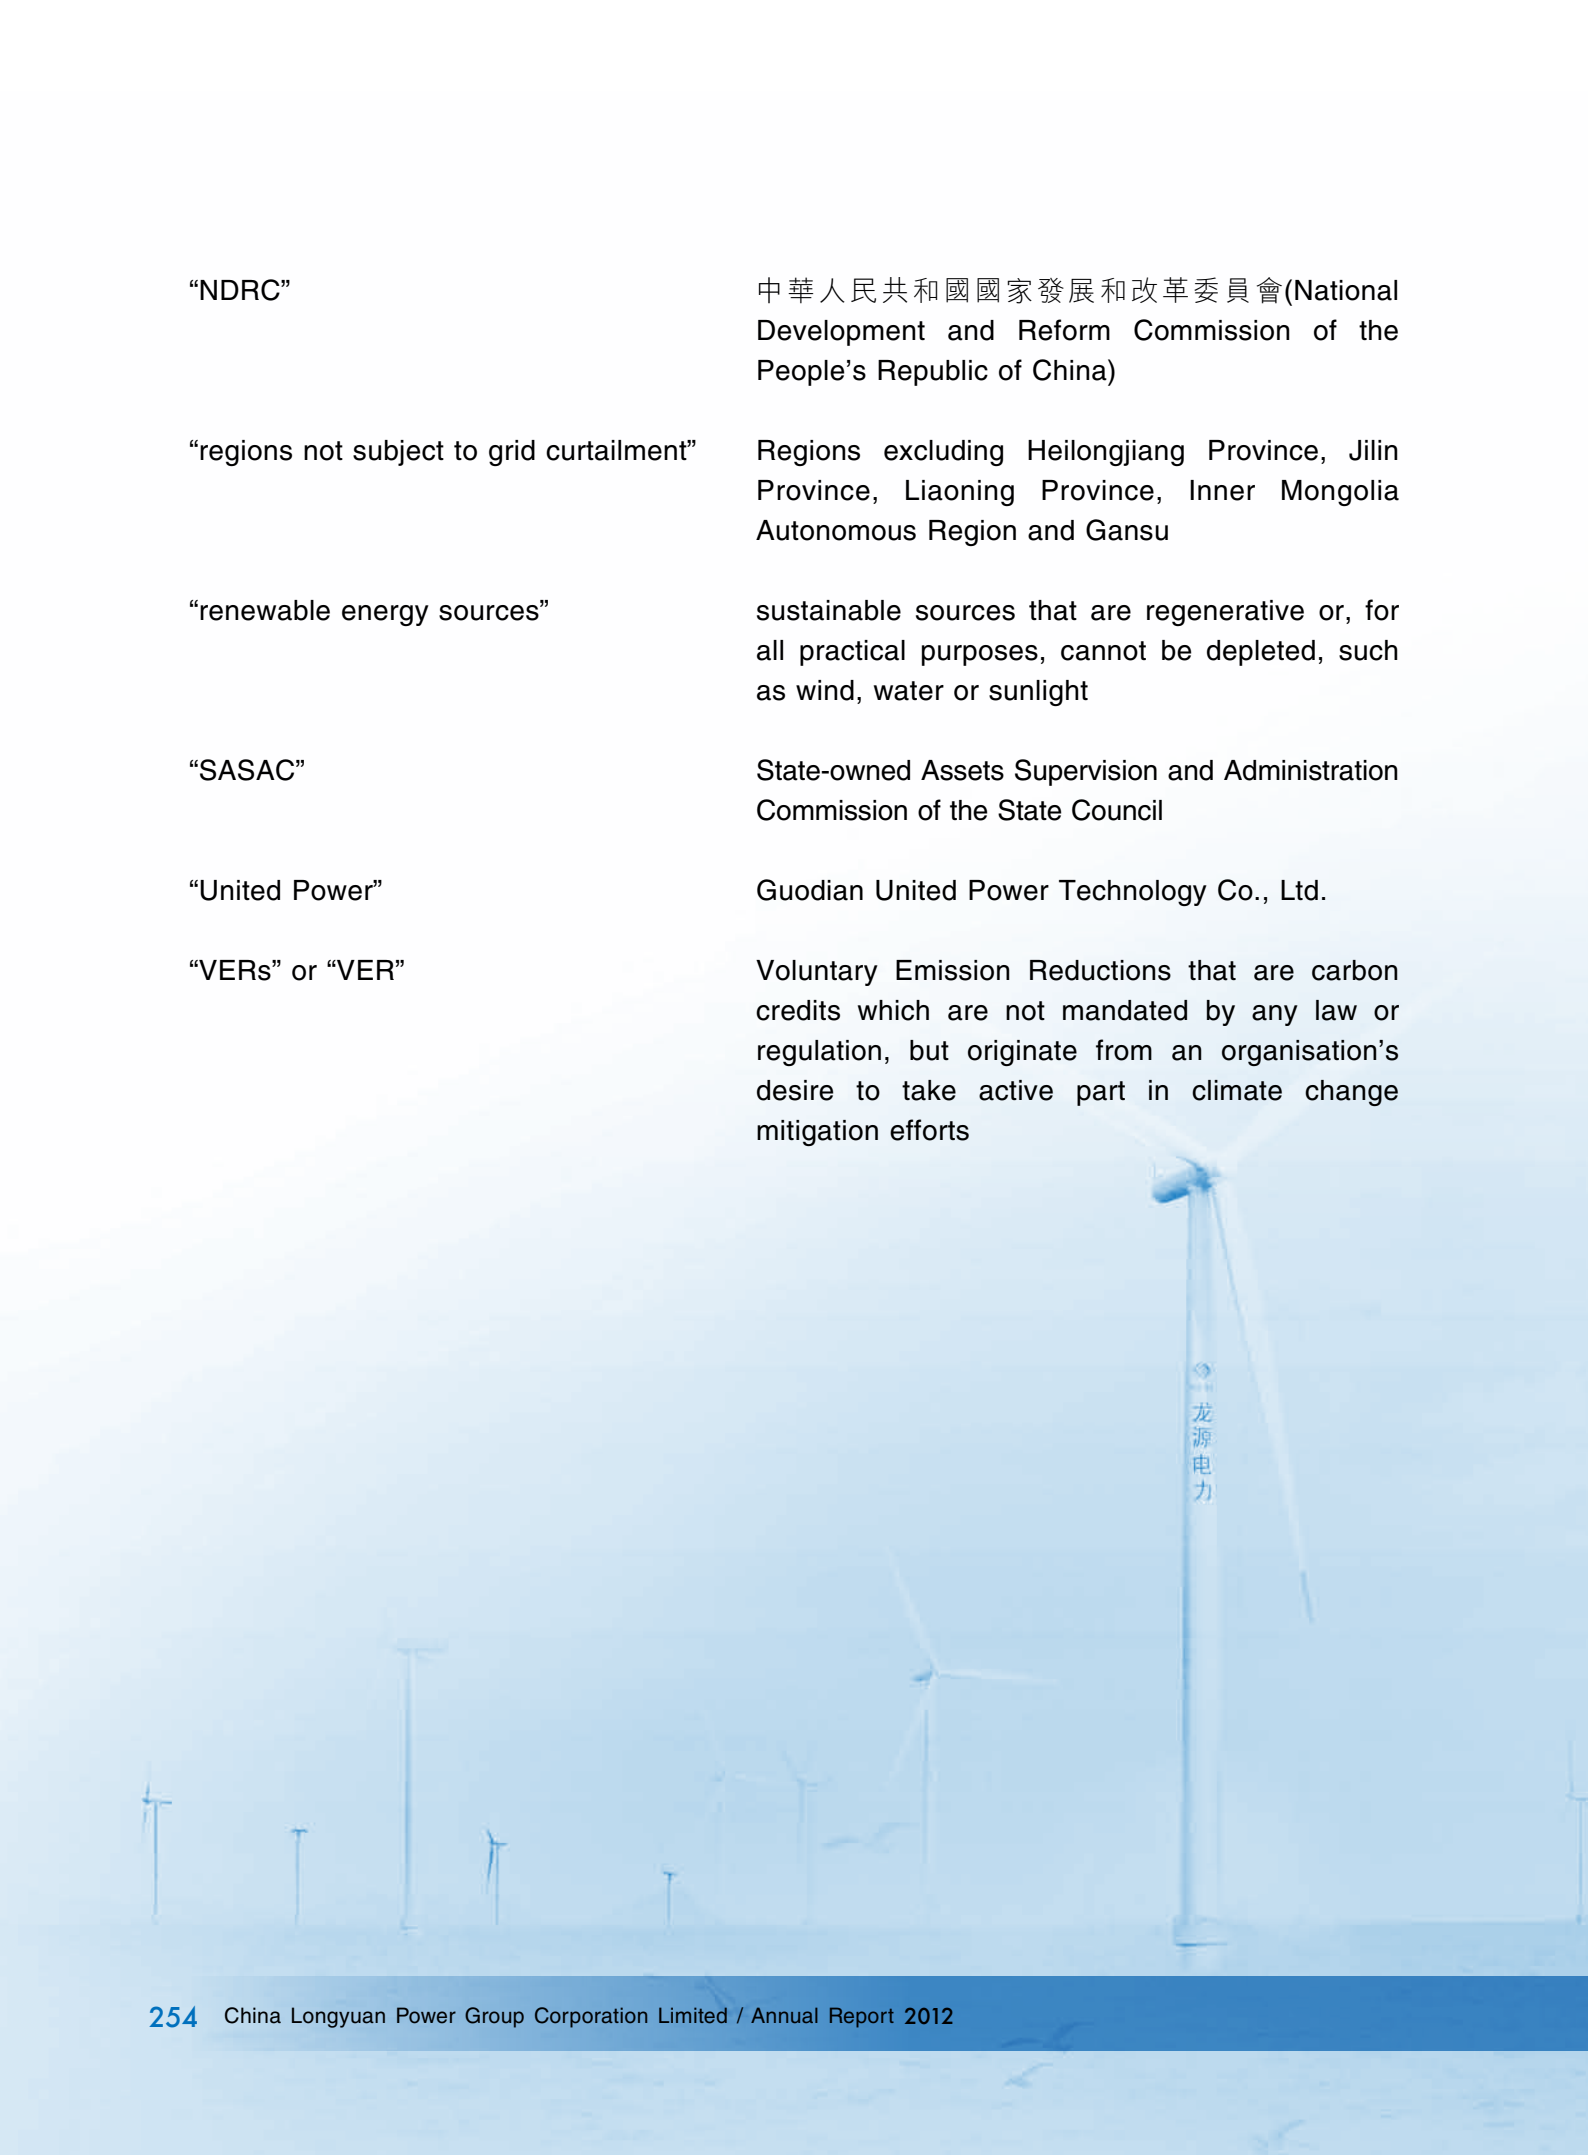 “NDRC” 中華人民共和國國家發展和改革委員會(National
Development and Reform Commission of the
People’s Republic of China)
“regions not subject to grid curtailment” Regions excluding Heilongjiang Province, Jilin
Province, Liaoning Province, Inner Mongolia
Autonomous Region and Gansu
“renewable energy sources” sustainable sources that are regenerative or, for
all practical purposes, cannot be depleted, such
as wind, water or sunlight
“SASAC” State-owned Assets Supervision and Administration
Commission of the State Council
“United Power” Guodian United Power Technology Co., Ltd.
“VERs” or “VER” Voluntary Emission Reductions that are carbon
credits which are not mandated by any law or
regulation, but originate from an organisation’s
desire to take active part in climate change
mitigation efforts
龙源电力
254 China Longyuan Power Group Corporation Limited / Annual Report 2012